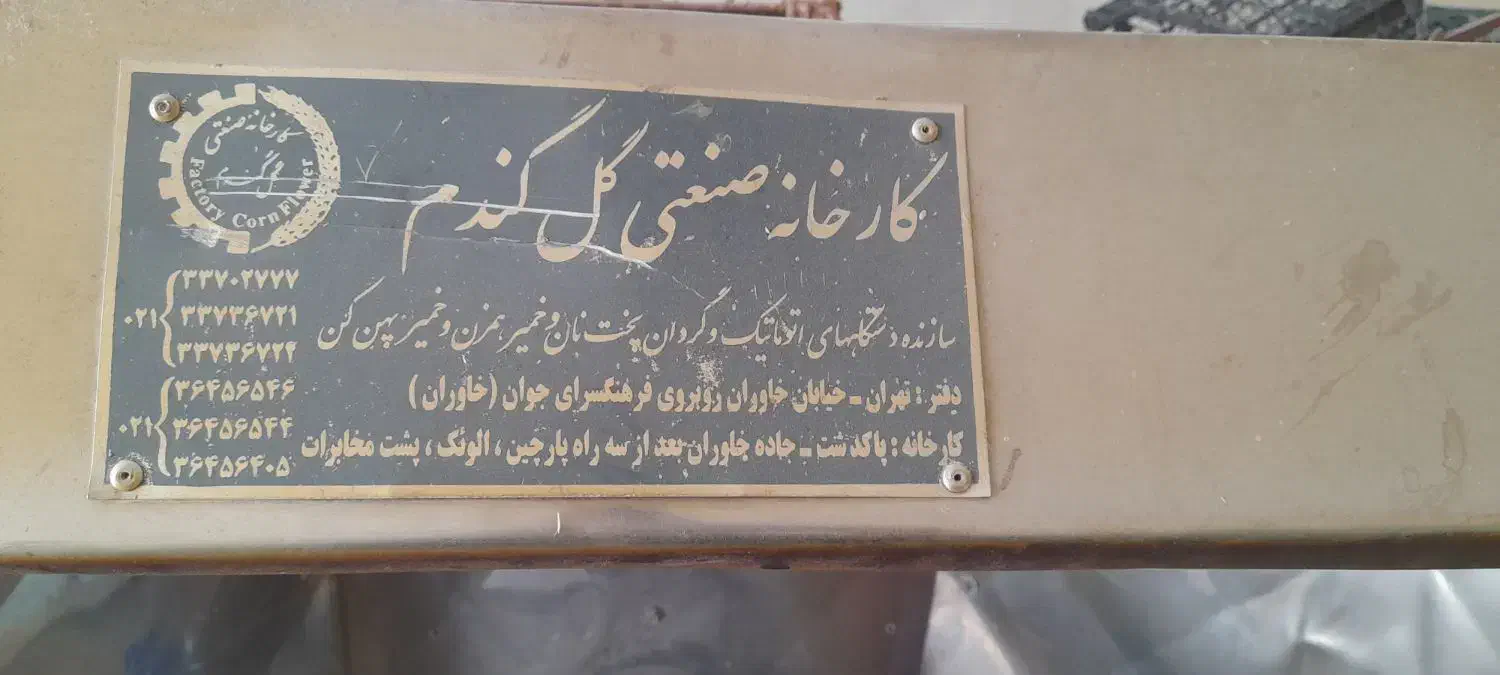 کارخانه صنعتی گل گندم
سازنده دستگاههای اتوماتیک و گردان پخت نان و خمیر همزن و خمیر پهن کن
دفتر : تهران ـ خیابان خاوران روبروی فرهنگسرای جوان (خاوران)
کارخانه : پاکدشت ـ جاده خاوران بعد از سه راه پارچین ، الوئک ، پشت مخابرات
کارخانه صنعتی
گل گندم
Factory Corn Flower
۰۲۱
۳۳۷۰۲۷۷۷
۳۳۷۳۶۷۲۱
۳۳۷۳۶۷۲۴
۰۲۱
۳۶۴۵۶۵۴۶
۳۶۴۵۶۵۴۴
۳۶۴۵۶۴۰۵